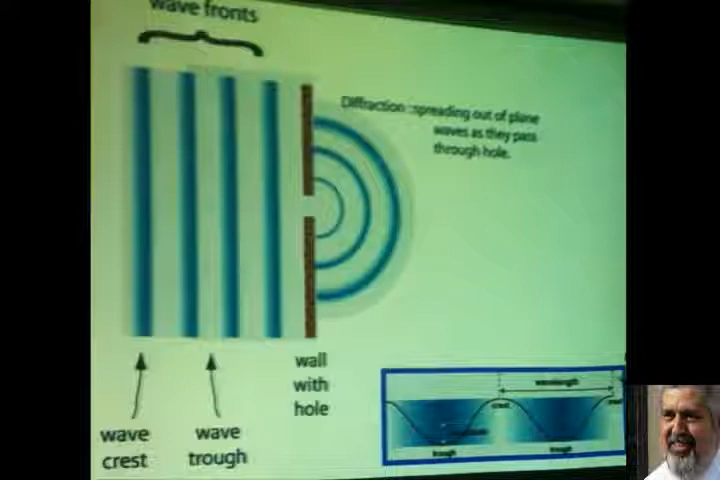 wave fronts
Diffraction :spreading out of plane
waves as they pass
through hole.
wall
with
hole
wave
crest
wave
trough
wavelength
crest
trough
trough